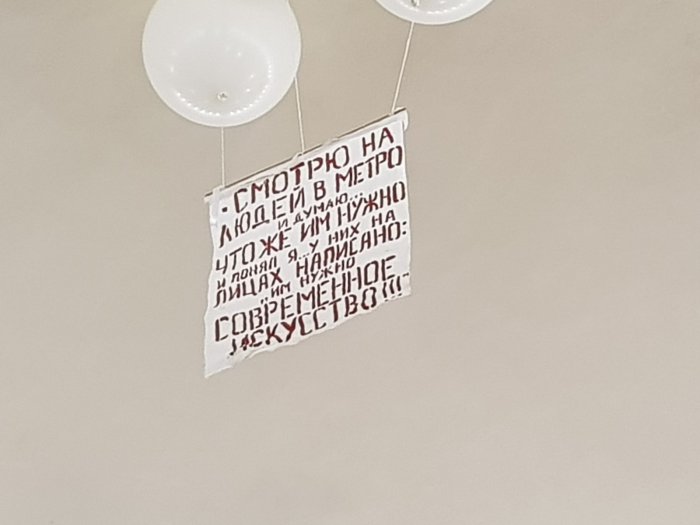 ·СМОТРЮ НА
ЛЮДЕЙ В МЕТРО
И ДУМАЮ...
ЧТО ЖЕ ИМ НУЖНО
И ПОНЯЛ Я...У НИХ НА
ЛИЦАХ НАПИСАНО:
..ИМ НУЖНО
СОВРЕМЕННОЕ
ИСКУССТВО!!!